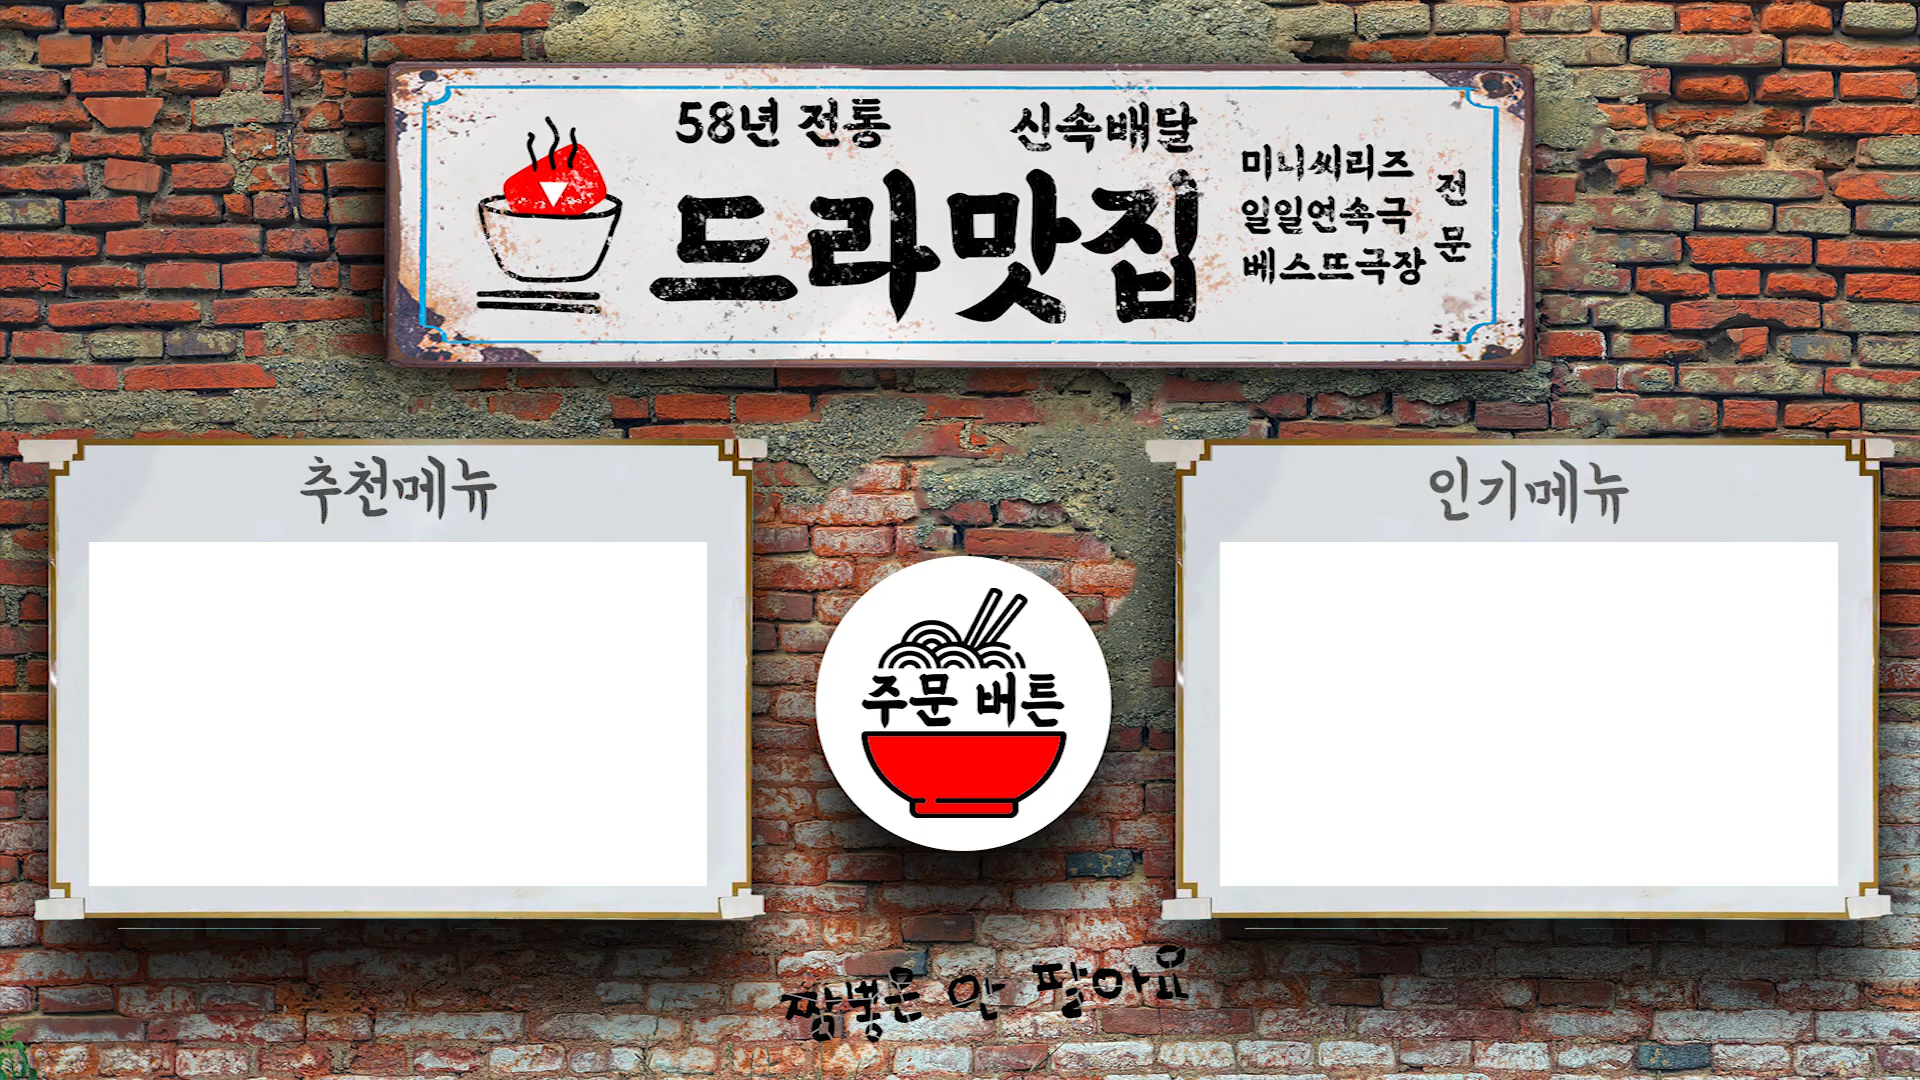 58년 전통 신속배달
드라맛집
미니씨리즈
일일연속극
베스뜨극장
전문
추천메뉴
인기메뉴
주문 버튼
짬뽕은 안 팔아요